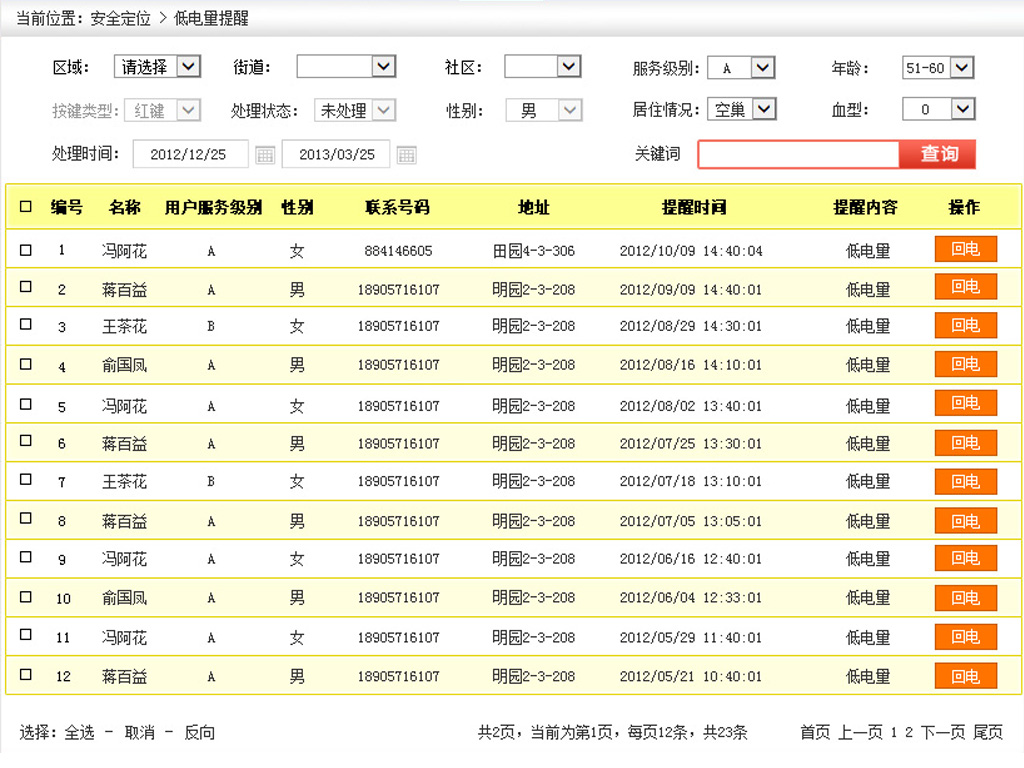 当前位置：安全定位 > 低电量提醒
区域： 请选择 街道： 社区： 服务级别： A 年龄： 51-60
按键类型： 红键 处理状态： 未处理 性别： 男 居住情况： 空巢 血型： O
处理时间： 2012/12/25 2013/03/25 关键词 查询
编号 名称 用户服务级别 性别 联系号码 地址 提醒时间 提醒内容 操作
1 冯阿花 A 女 884146605 田园4-3-306 2012/10/09 14:40:04 低电量 回电
2 蒋百益 A 男 18905716107 明园2-3-208 2012/09/09 14:40:01 低电量 回电
3 王茶花 B 女 18905716107 明园2-3-208 2012/08/29 14:30:01 低电量 回电
4 俞国凤 A 男 18905716107 明园2-3-208 2012/08/16 14:10:01 低电量 回电
5 冯阿花 A 女 18905716107 明园2-3-208 2012/08/02 13:40:01 低电量 回电
6 蒋百益 A 男 18905716107 明园2-3-208 2012/07/25 13:30:01 低电量 回电
7 王茶花 B 女 18905716107 明园2-3-208 2012/07/18 13:10:01 低电量 回电
8 蒋百益 A 男 18905716107 明园2-3-208 2012/07/05 13:05:01 低电量 回电
9 冯阿花 A 女 18905716107 明园2-3-208 2012/06/16 12:40:01 低电量 回电
10 俞国凤 A 男 18905716107 明园2-3-208 2012/06/04 12:33:01 低电量 回电
11 冯阿花 A 女 18905716107 明园2-3-208 2012/05/29 11:40:01 低电量 回电
12 蒋百益 A 男 18905716107 明园2-3-208 2012/05/21 10:40:01 低电量 回电
选择：全选 - 取消 - 反向 共2页，当前为第1页，每页12条，共23条 首页 上一页 1 2 下一页 尾页